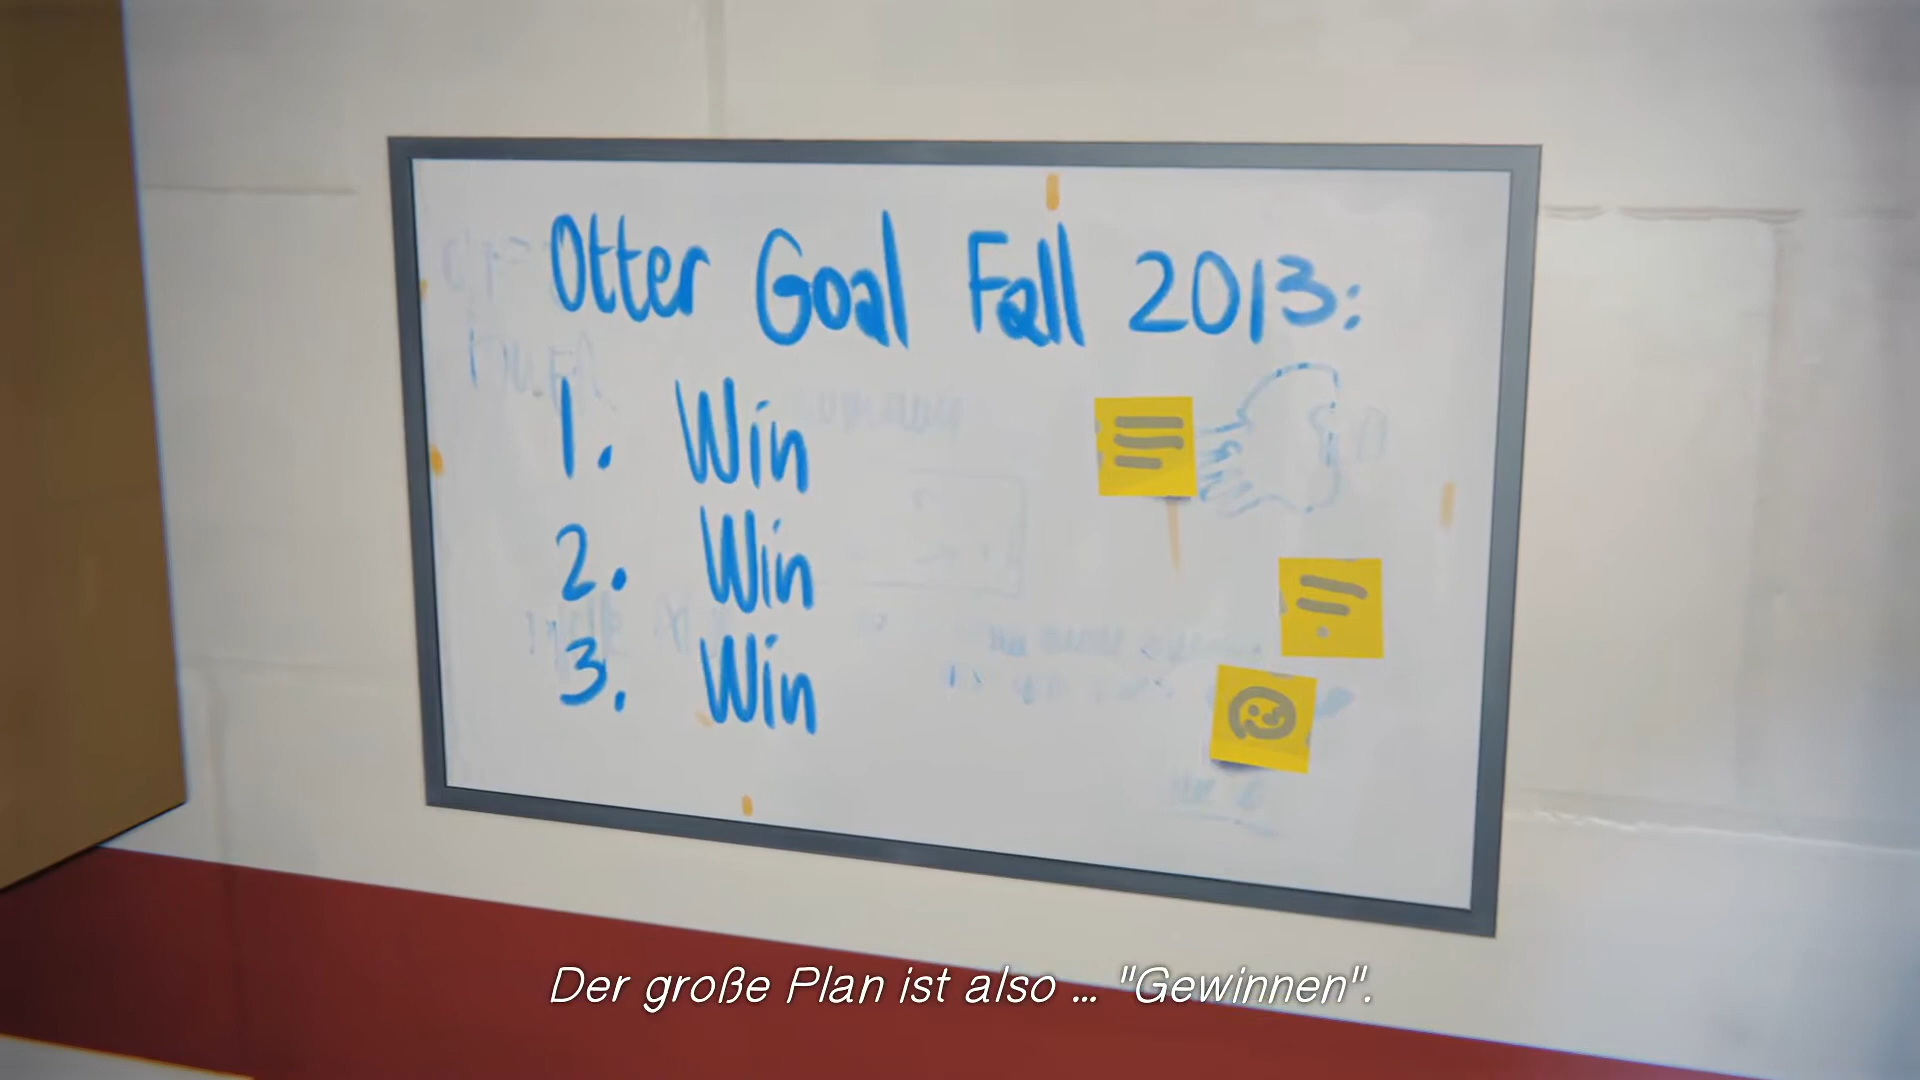 Otter Goal Fall 2013:
1. Win
2. Win
3. Win
Der große Plan ist also ... "Gewinnen".